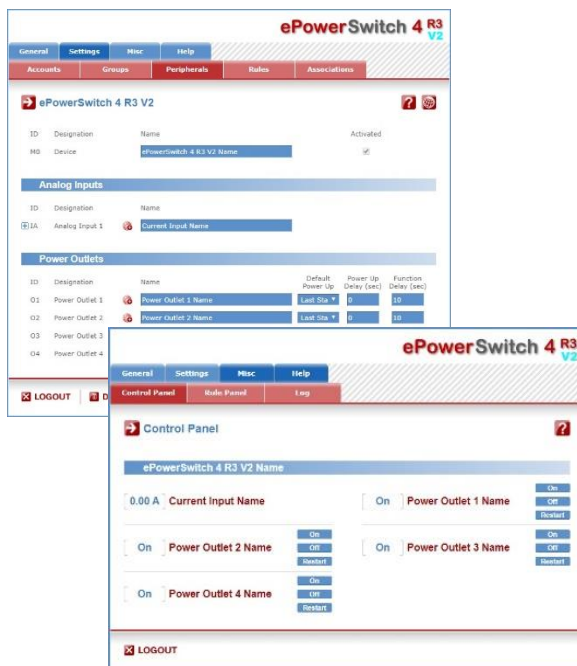 ePowerSwitch 4 R3 V2
General Settings Misc Help
Accounts Groups Peripherals Rules Associations
ePowerSwitch 4 R3 V2
ID Designation Name Activated
M0 Device ePowerSwitch 4 R3 V2 Name
Analog Inputs
ID Designation Name
IA Analog Input 1 Current Input Name
Power Outlets
ID Designation Name Default Power Up Power Up Delay (sec) Function Delay (sec)
O1 Power Outlet 1 Power Outlet 1 Name Last Sta 0 10
O2 Power Outlet 2 Power Outlet 2 Name Last Sta 0 10
O3 Power Outlet 3
O4 Power Outlet 4
LOGOUT D
ePowerSwitch 4 R3 V2
General Settings Misc Help
Control Panel Rule Panel Log
Control Panel
ePowerSwitch 4 R3 V2 Name
0.00 A Current Input Name On Power Outlet 1 Name On Off Restart
On Power Outlet 2 Name On Off Restart On Power Outlet 3 Name On Off Restart
On Power Outlet 4 Name On Off Restart
LOGOUT